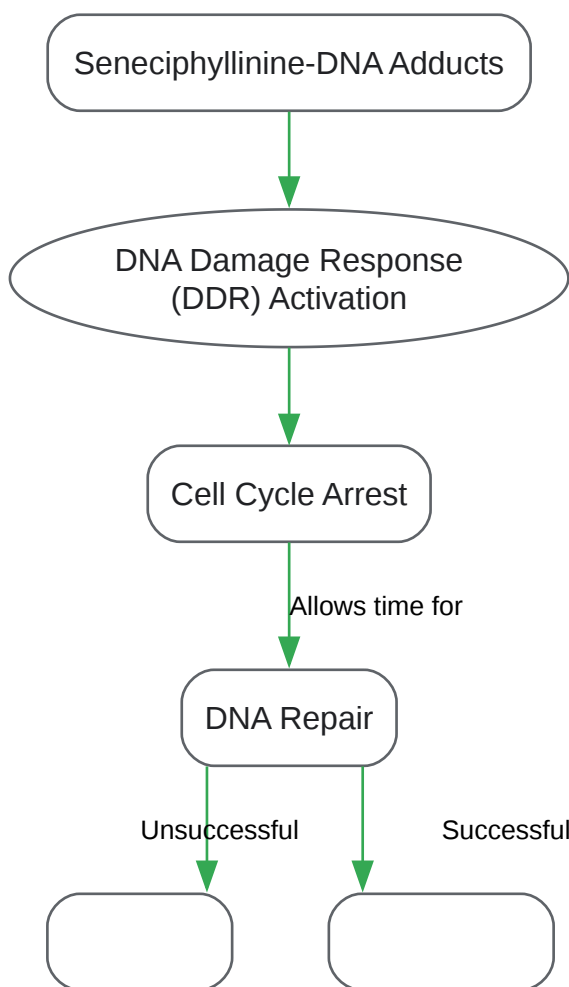 Seneciphyllinine-DNA Adducts
DNA Damage Response
(DDR) Activation
Cell Cycle Arrest
Allows time for
DNA Repair
Unsuccessful
Successful